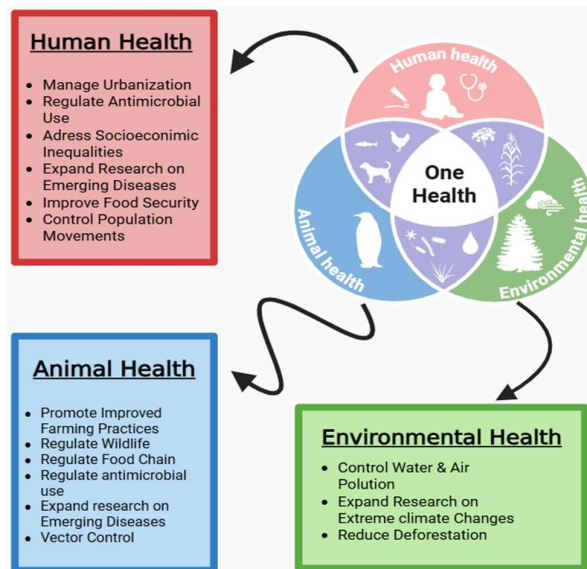 Human Health
• Manage Urbanization
• Regulate Antimicrobial
Use
• Adress Socioeconimic
Inequalities
• Expand Research on
Emerging Diseases
• Improve Food Security
• Control Population
Movements
Human health
One
Health
Animal health
Environmental health
Animal Health
• Promote Improved
Farming Practices
• Regulate Wildlife
• Regulate Food Chain
• Regulate antimicrobial
use
• Expand research on
Emerging Diseases
• Vector Control
Environmental Health
• Control Water & Air
Polution
• Expand Research on
Extreme climate Changes
• Reduce Deforestation